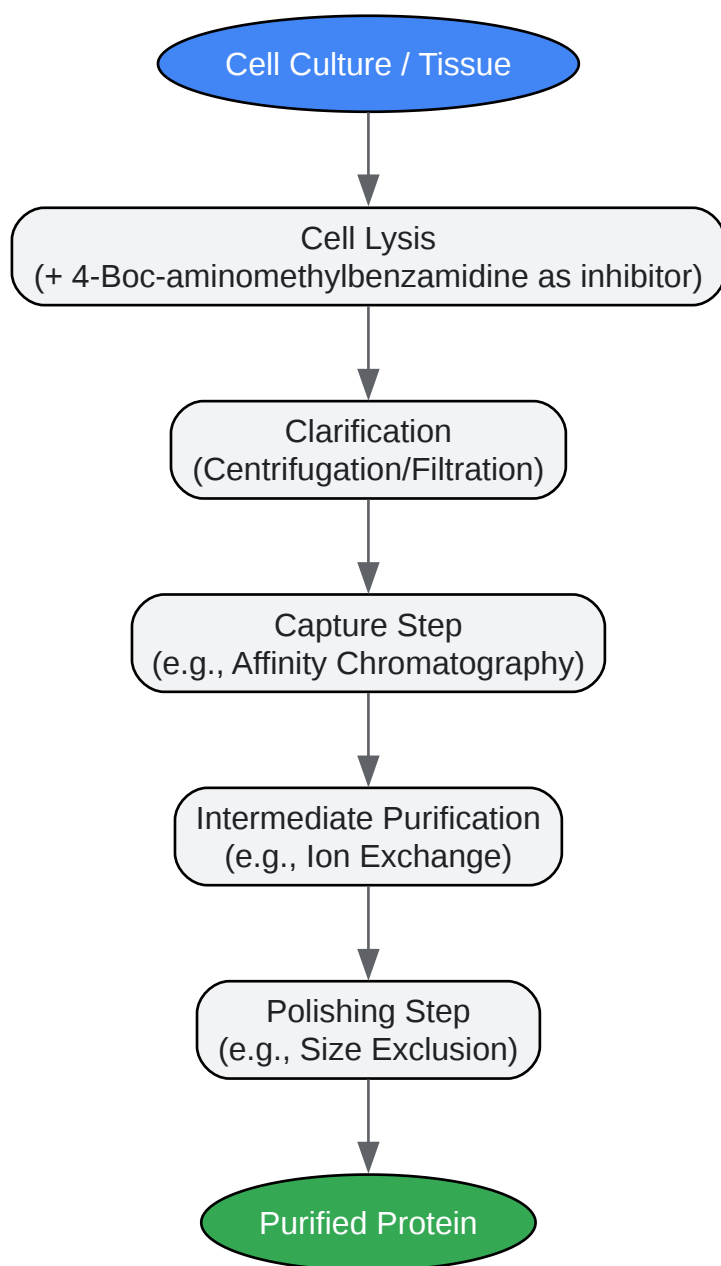 Cell Culture / Tissue
Cell Lysis
(+ 4-Boc-aminomethylbenzamidine as inhibitor)
Clarification
(Centrifugation/Filtration)
Capture Step
(e.g., Affinity Chromatography)
Intermediate Purification
(e.g., Ion Exchange)
Polishing Step
(e.g., Size Exclusion)
Purified Protein